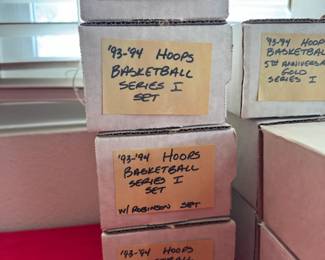 '93-'94 HOOPS
BASKETBALL
SERIES I
SET
'93-'94 HOOPS
BASKETBALL
SERIES I
SET
W/ ROBINSON SET
'93-'94 HOOPS
'93-'94 HOOPS
BASKETBALL
5TH ANNIVERSA
GOLD
SERIES I